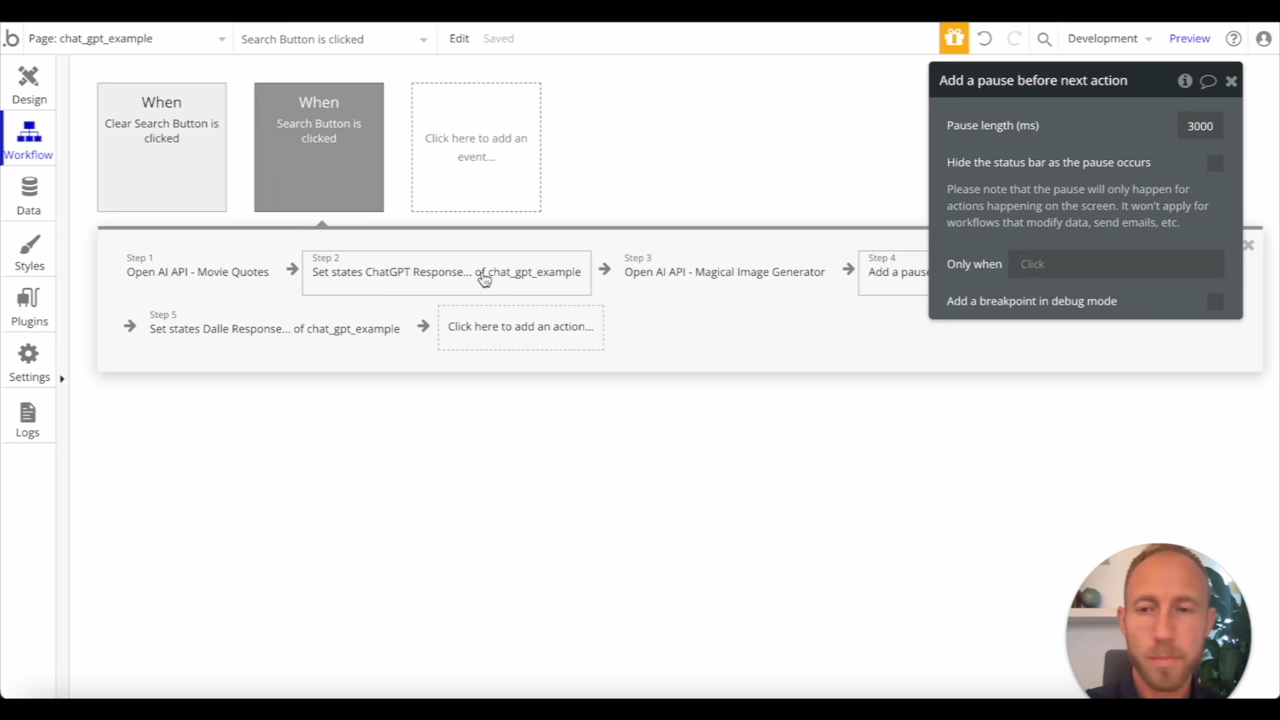 .b Page: chat_gpt_example Search Button is clicked Edit Saved Development Preview
Design
Workflow
Data
Styles
Plugins
Settings
Logs
When
Clear Search Button is
clicked
When
Search Button is
clicked
Click here to add an
event...
Step 1
Open AI API - Movie Quotes
Step 2
Set states ChatGPT Response... of chat_gpt_example
Step 3
Open AI API - Magical Image Generator
Step 4
Add a paus
Step 5
Set states Dalle Response... of chat_gpt_example
Click here to add an action...
Add a pause before next action
Pause length (ms) 3000
Hide the status bar as the pause occurs
Please note that the pause will only happen for
actions happening on the screen. It won't apply for
workflows that modify data, send emails, etc.
Only when Click
Add a breakpoint in debug mode